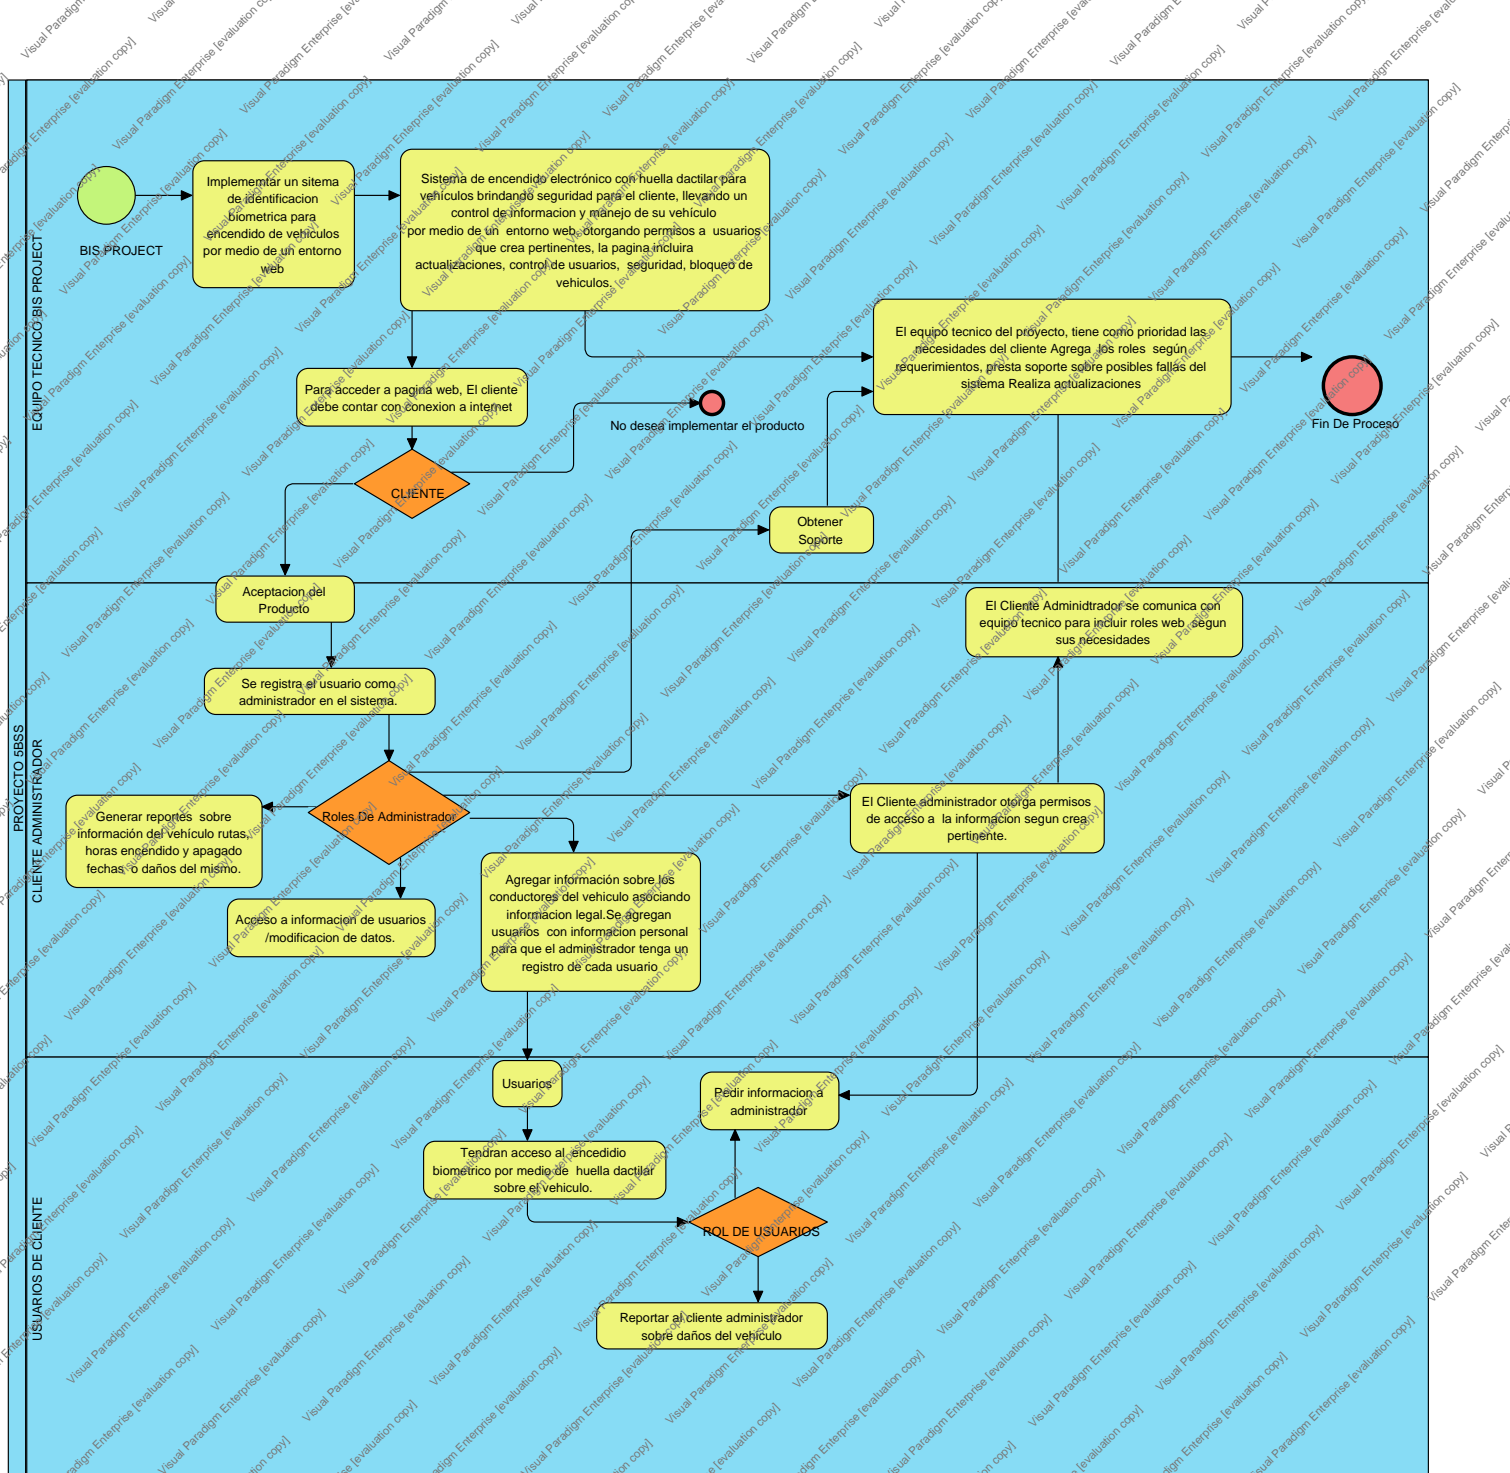 PROYECTO 5BSS
EQUIPO TECNICO BIS PROJECT
BIS PROJECT
Implememtar un sitema
de identificacion
biometrica para
encendido de vehículos
por medio de un entorno
web
Sistema de encendido electrónico con huella dactilar para
vehículos brindando seguridad para el cliente, llevando un
control de informacion y manejo de su vehículo
por medio de un entorno web, otorgando permisos a usuarios
que crea pertinentes, la pagina incluira
actualizaciones, control de usuarios, seguridad, bloqueo de
vehiculos.
El equipo tecnico del proyecto, tiene como prioridad las
necesidades del cliente Agrega los roles según
requerimientos, presta soporte sobre posibles fallas del
sistema Realiza actualizaciones
Fin De Proceso
Para acceder a pagina web, El cliente
debe contar con conexion a internet
No desea implementar el producto
CLIENTE
Obtener
Soporte
CLIENTE ADMINISTRADOR
Aceptacion del
Producto
El Cliente Adminidtrador se comunica con
equipo tecnico para incluir roles web segun
sus necesidades
Se registra el usuario como
administrador en el sistema.
Roles De Administrador
Generar reportes sobre
información del vehículo rutas,
horas encendido y apagado
fechas o daños del mismo.
El Cliente administrador otorga permisos
de acceso a la informacion segun crea
pertinente.
Acceso a informacion de usuarios
/modificacion de datos.
Agregar información sobre los
conductores del vehiculo asociando
informacion legal.Se agregan
usuarios con informacion personal
para que el administrador tenga un
registro de cada usuario
USUARIOS DE CLIENTE
Usuarios
Pedir informacion a
administrador
Tendran acceso al encedidio
biometrico por medio de huella dactilar
sobre el vehiculo.
ROL DE USUARIOS
Reportar al cliente administrador
sobre daños del vehículo
Visual Paradigm Enterprise [evaluation copy]